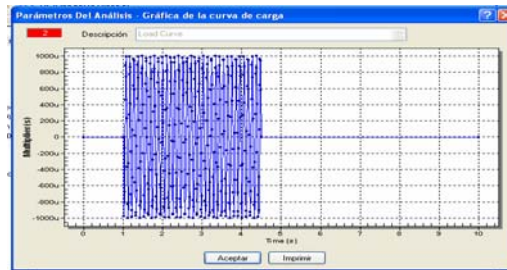 Parámetros Del Análisis - Gráfica de la curva de carga
2 Descripción Load Curve
1000u
800u
600u
400u
200u
0
-200u
-400u
-600u
-800u
-1000u
Multiplier(s)
0 1 2 3 4 5 6 7 8 9 10
Time (s)
Aceptar Imprimir